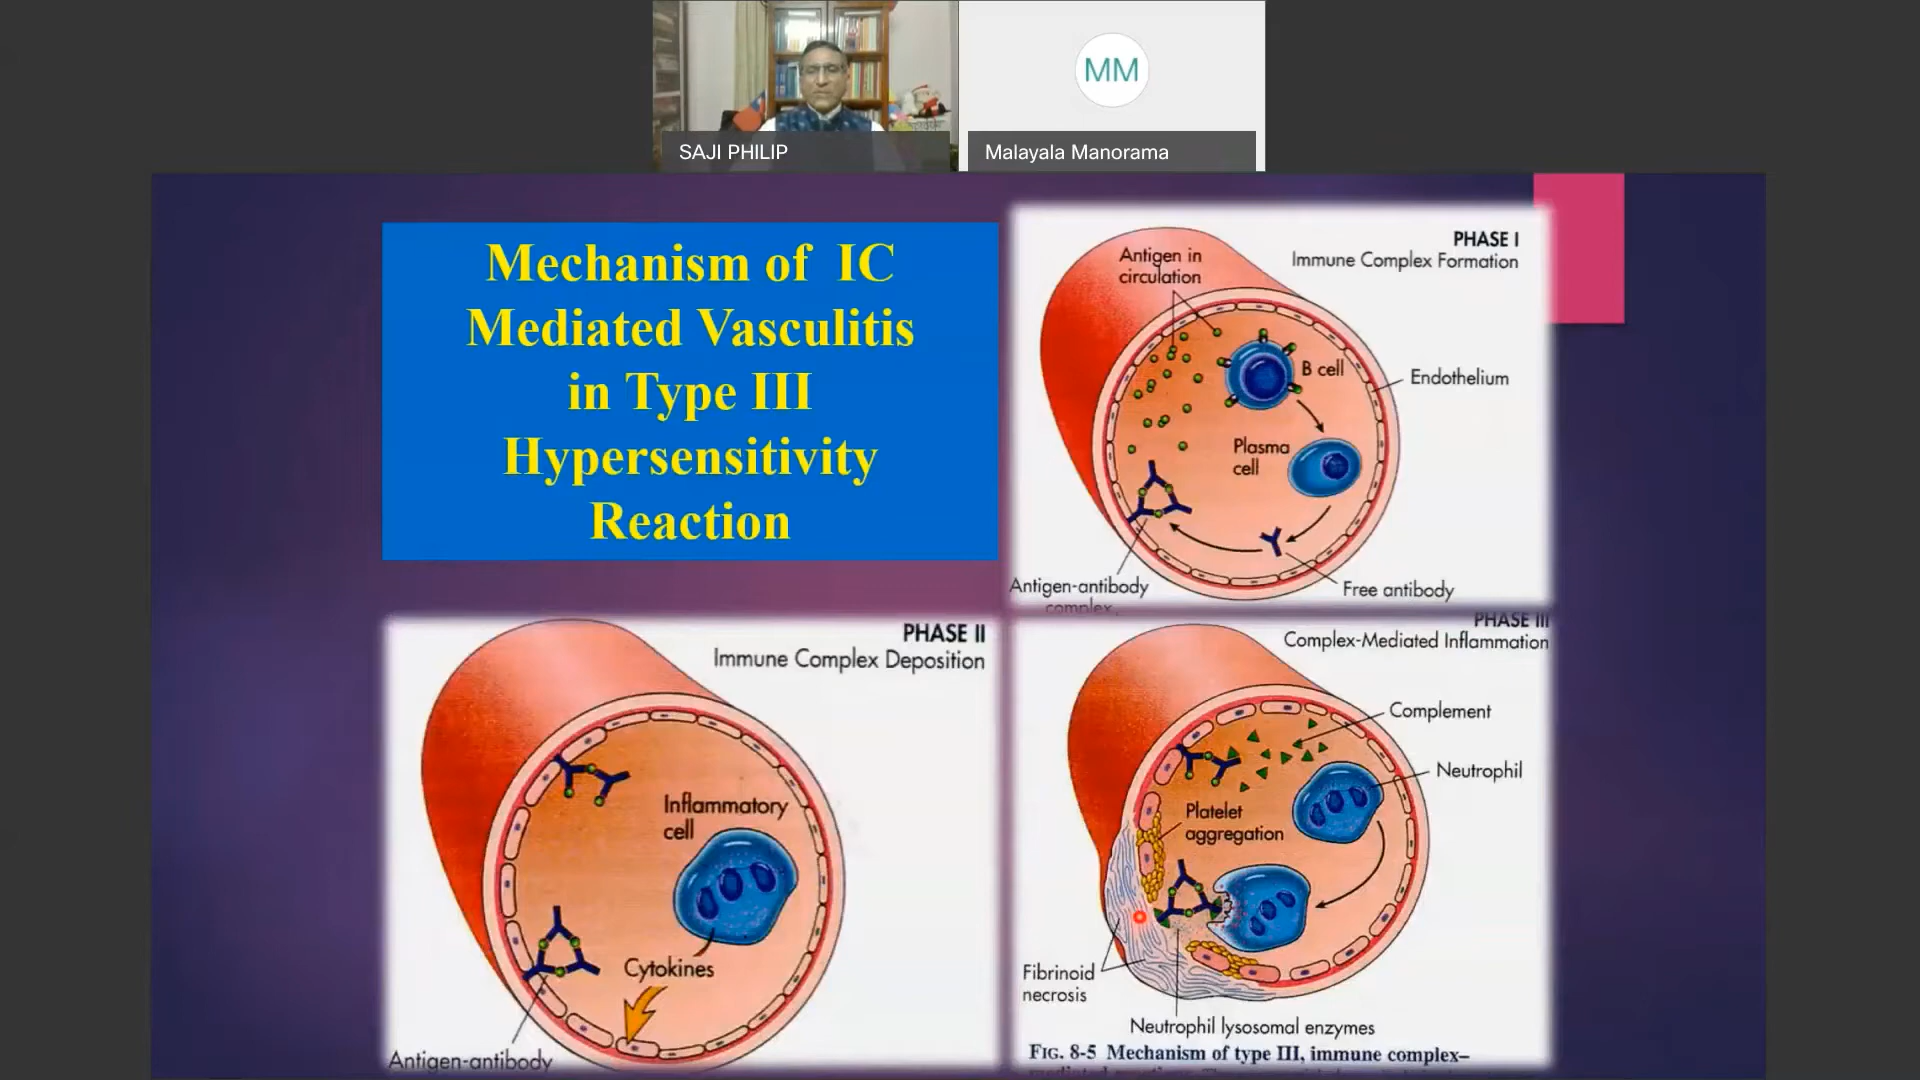 MM
SAJI PHILIP
Malayala Manorama
Mechanism of IC
Mediated Vasculitis
in Type III
Hypersensitivity
Reaction
PHASE I
Immune Complex Formation
Antigen in
circulation
B cell
Endothelium
Plasma
cell
Antigen-antibody
complex
Free antibody
PHASE II
Immune Complex Deposition
Inflammatory
cell
Cytokines
Antigen-antibody
PHASE III
Complex-Mediated Inflammation
Complement
Neutrophil
Platelet
aggregation
Fibrinoid
necrosis
Neutrophil lysosomal enzymes
FIG. 8-5 Mechanism of type III, immune complex–